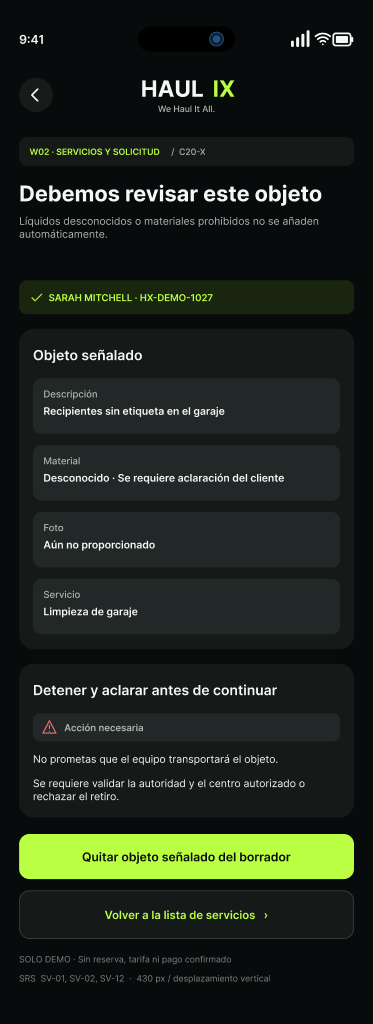 9:41
HAUL IX
We Haul It All.
W02 · SERVICIOS Y SOLICITUD / C20-X
Debemos revisar este objeto
Líquidos desconocidos o materiales prohibidos no se añaden
automáticamente.
SARAH MITCHELL · HX-DEMO-1027
Objeto señalado
Descripción
Recipientes sin etiqueta en el garaje
Material
Desconocido · Se requiere aclaración del cliente
Foto
Aún no proporcionado
Servicio
Limpieza de garaje
Detener y aclarar antes de continuar
Acción necesaria
No prometas que el equipo transportará el objeto.
Se requiere validar la autoridad y el centro autorizado o
rechazar el retiro.
Quitar objeto señalado del borrador
Volver a la lista de servicios ›
SOLO DEMO · Sin reserva, tarifa ni pago confirmado
SRS SV-01, SV-02, SV-12 · 430 px / desplazamiento vertical